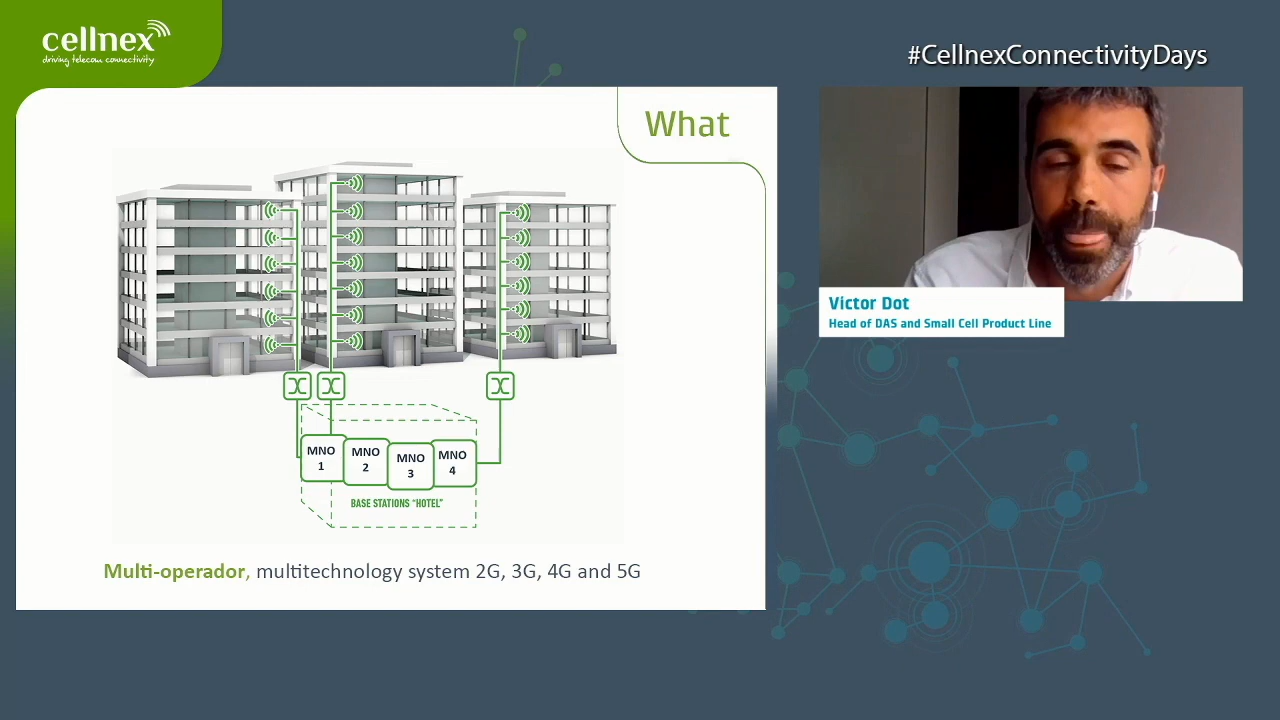 cellnex
driving telecom connectivity
#CellnexConnectivityDays
What
Victor Dot
Head of DAS and Small Cell Product Line
MNO
1
MNO
2
MNO
3
MNO
4
BASE STATIONS "HOTEL"
Multi-operador, multitechnology system 2G, 3G, 4G and 5G